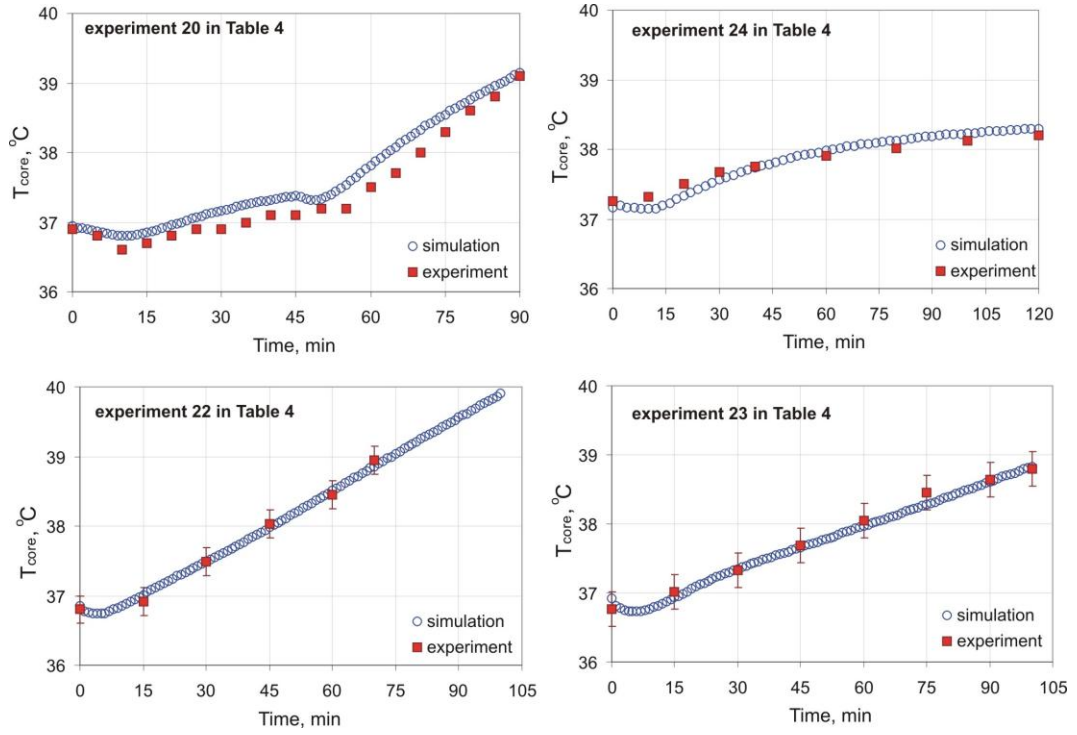 experiment 20 in Table 4
40
39
38
37
36
Tcore, oC
simulation
experiment
0 15 30 45 60 75 90
Time, min
experiment 24 in Table 4
40
39
38
37
36
Tcore, oC
simulation
experiment
0 15 30 45 60 75 90 105 120
Time, min
experiment 22 in Table 4
40
39
38
37
36
Tcore, oC
simulation
experiment
0 15 30 45 60 75 90 105
Time, min
experiment 23 in Table 4
40
39
38
37
36
Tcore, oC
simulation
experiment
0 15 30 45 60 75 90 105
Time, min